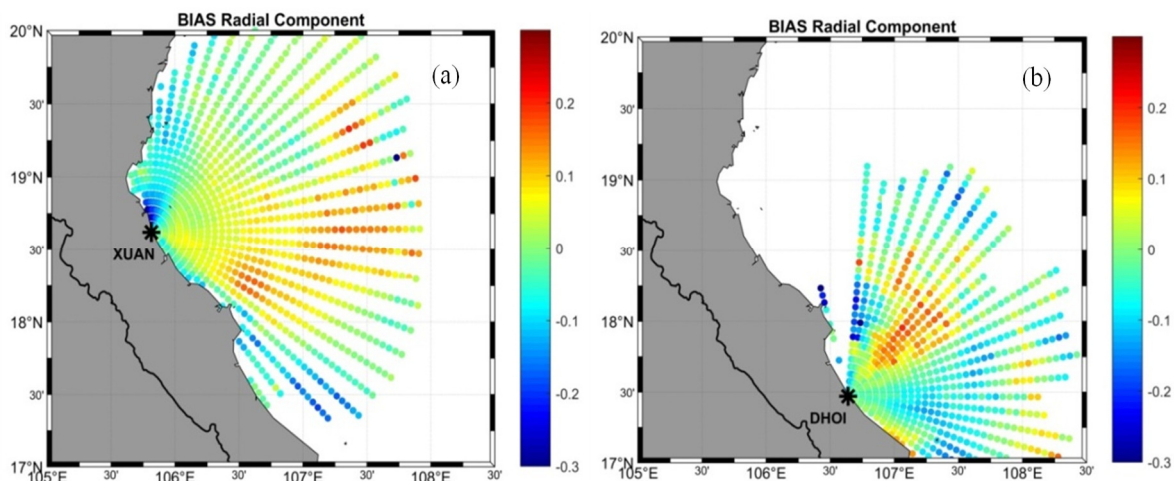 BIAS Radial Component
20°N
30'
19°N
30'
18°N
30'
17°N
105°E
30'
106°E
30'
107°E
30'
108°E
30'
(a)
XUAN
0.2
0.1
0
-0.1
-0.2
-0.3
BIAS Radial Component
20°N
30'
19°N
30'
18°N
30'
17°N
105°E
30'
106°E
30'
107°E
30'
108°E
30'
(b)
DHOI
0.2
0.1
0
-0.1
-0.2
-0.3